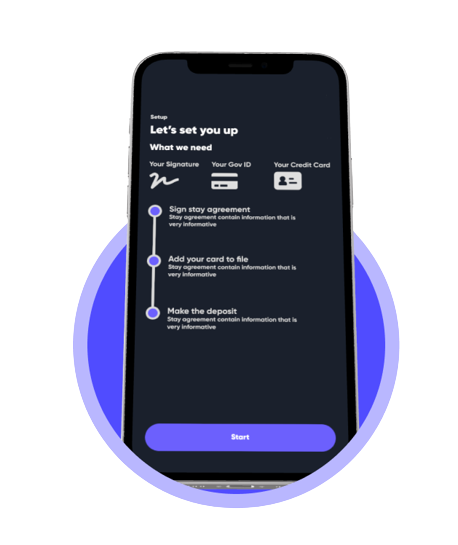 Setup
Let's set you up
What we need
Your Signature Your Gov ID Your Credit Card
Sign stay agreement
Stay agreement contain information that is
very informative
Add your card to file
Stay agreement contain information that is
very informative
Make the deposit
Stay agreement contain information that is
very informative
Start